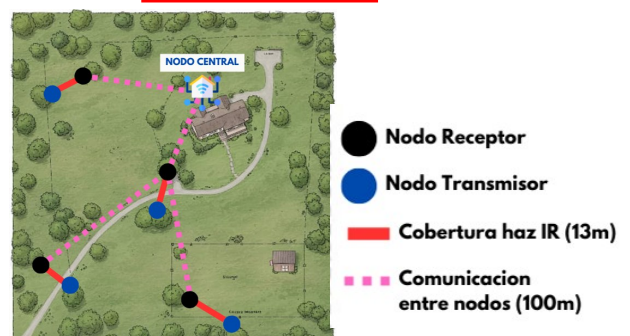 NODO CENTRAL
Nodo Receptor
Nodo Transmisor
Cobertura haz IR (13m)
Comunicacion
entre nodos (100m)